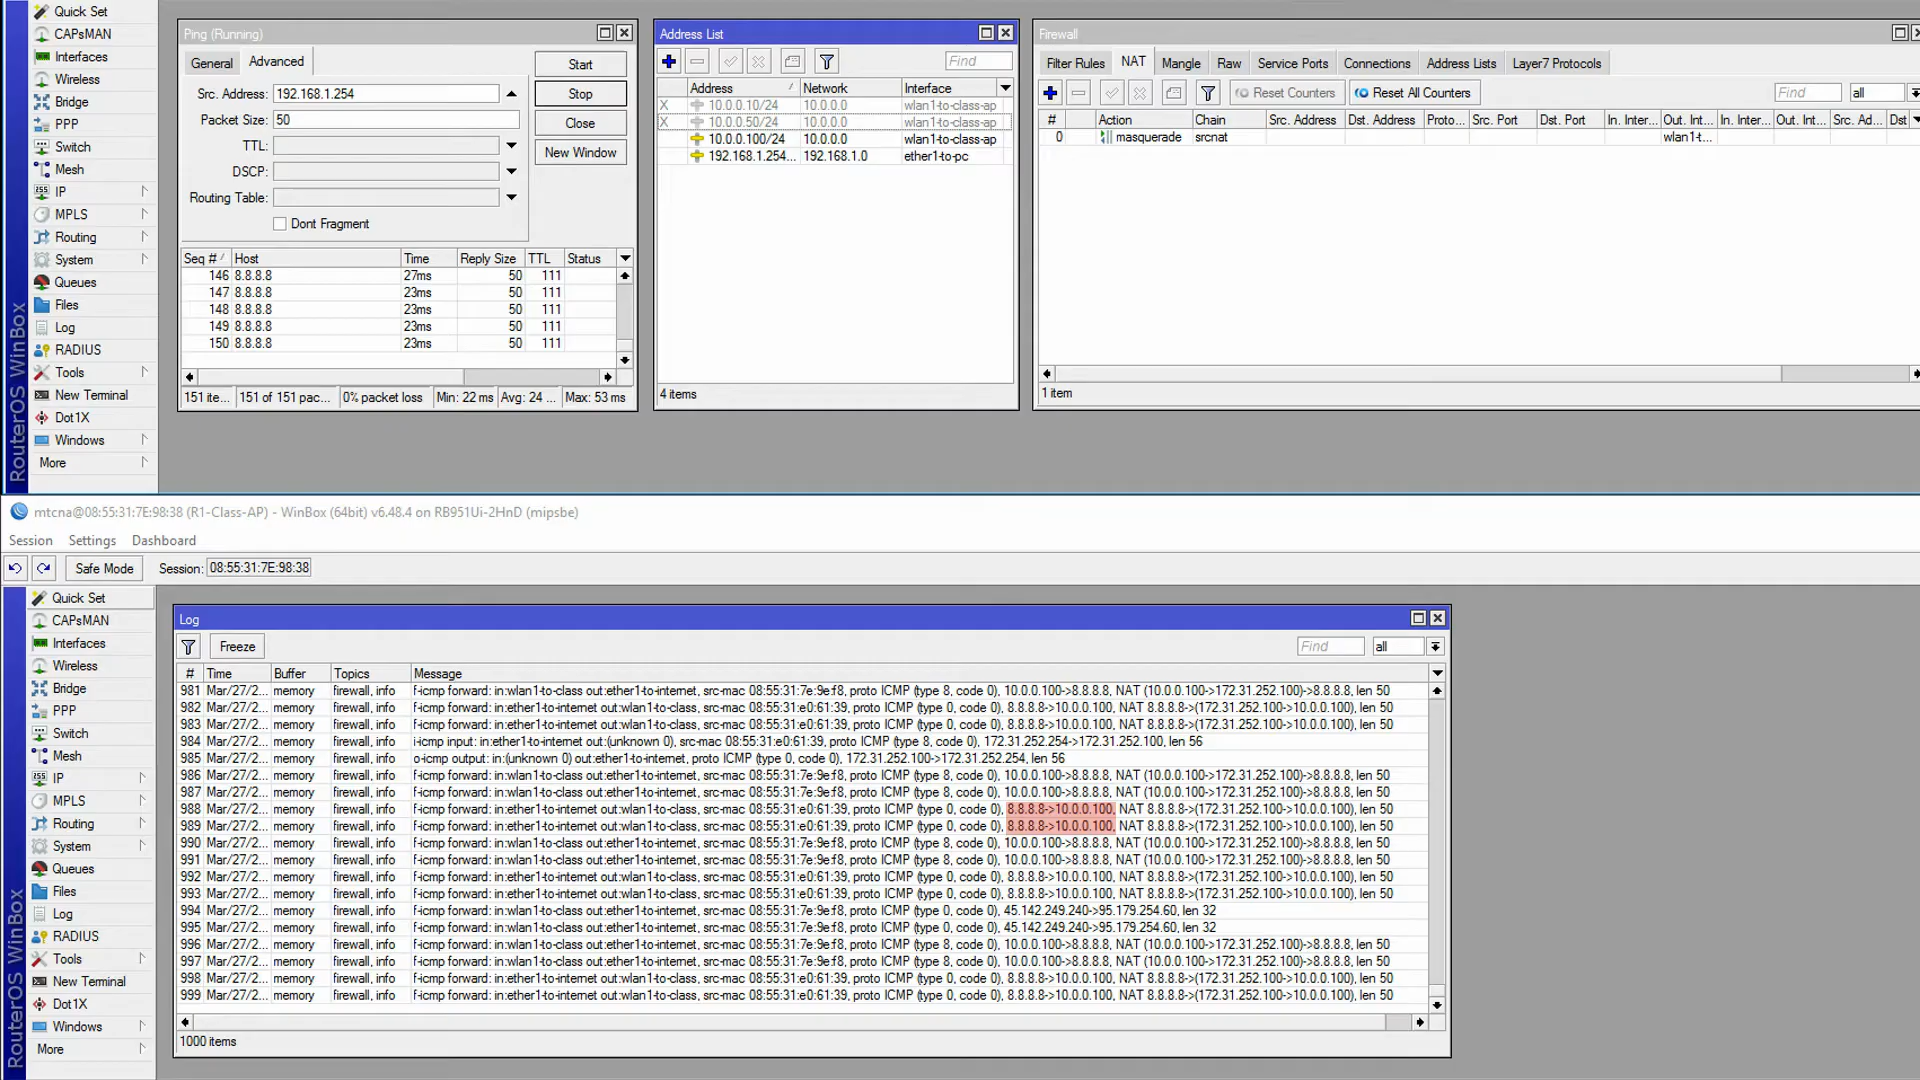 Quick Set
CAPsMAN
Interfaces
Wireless
Bridge
PPP
Switch
Mesh
IP
MPLS
Routing
System
Queues
Files
Log
RADIUS
Tools
New Terminal
Dot1X
Windows
More
RouterOS WinBox
Ping (Running)
General Advanced
Src. Address: 192.168.1.254
Packet Size: 50
TTL:
DSCP:
Routing Table:
Dont Fragment
Start
Stop
Close
New Window
Seq # Host Time Reply Size TTL Status
146 8.8.8.8 27ms 50 111
147 8.8.8.8 23ms 50 111
148 8.8.8.8 23ms 50 111
149 8.8.8.8 23ms 50 111
150 8.8.8.8 23ms 50 111
151 ite... 151 of 151 pac... 0% packet loss Min: 22 ms Avg: 24 ... Max: 53 ms
Address List
Find
Address Network Interface
X 10.0.0.10/24 10.0.0.0 wlan1-to-class-ap
X 10.0.0.50/24 10.0.0.0 wlan1-to-class-ap
10.0.0.100/24 10.0.0.0 wlan1-to-class-ap
192.168.1.254... 192.168.1.0 ether1-to-pc
4 items
Firewall
Filter Rules NAT Mangle Raw Service Ports Connections Address Lists Layer7 Protocols
Reset Counters Reset All Counters Find all
# Action Chain Src. Address Dst. Address Proto... Src. Port Dst. Port In. Inter... Out. Int... In. Inter... Out. Int... Src. Ad... Dst
0 masquerade srcnat wlan1-t...
1 item
mtcna@08:55:31:7E:98:38 (R1-Class-AP) - WinBox (64bit) v6.48.4 on RB951Ui-2HnD (mipsbe)
Session Settings Dashboard
Safe Mode Session: 08:55:31:7E:98:38
Quick Set
CAPsMAN
Interfaces
Wireless
Bridge
PPP
Switch
Mesh
IP
MPLS
Routing
System
Queues
Files
Log
RADIUS
Tools
New Terminal
Dot1X
Windows
More
RouterOS WinBox
Log
Freeze Find all
# Time Buffer Topics Message
981 Mar/27/2... memory firewall, info f-icmp forward: in:wlan1-to-class out:ether1-to-internet, src-mac 08:55:31:7e:9e:f8, proto ICMP (type 8, code 0), 10.0.0.100->8.8.8.8, NAT (10.0.0.100->172.31.252.100)->8.8.8.8, len 50
982 Mar/27/2... memory firewall, info f-icmp forward: in:ether1-to-internet out:wlan1-to-class, src-mac 08:55:31:e0:61:39, proto ICMP (type 0, code 0), 8.8.8.8->10.0.0.100, NAT 8.8.8.8->(172.31.252.100->10.0.0.100), len 50
983 Mar/27/2... memory firewall, info f-icmp forward: in:ether1-to-internet out:wlan1-to-class, src-mac 08:55:31:e0:61:39, proto ICMP (type 0, code 0), 8.8.8.8->10.0.0.100, NAT 8.8.8.8->(172.31.252.100->10.0.0.100), len 50
984 Mar/27/2... memory firewall, info i-icmp input: in:ether1-to-internet out:(unknown 0), src-mac 08:55:31:e0:61:39, proto ICMP (type 8, code 0), 172.31.252.254->172.31.252.100, len 56
985 Mar/27/2... memory firewall, info o-icmp output: in:(unknown 0) out:ether1-to-internet, proto ICMP (type 0, code 0), 172.31.252.100->172.31.252.254, len 56
986 Mar/27/2... memory firewall, info f-icmp forward: in:wlan1-to-class out:ether1-to-internet, src-mac 08:55:31:7e:9e:f8, proto ICMP (type 8, code 0), 10.0.0.100->8.8.8.8, NAT (10.0.0.100->172.31.252.100)->8.8.8.8, len 50
987 Mar/27/2... memory firewall, info f-icmp forward: in:wlan1-to-class out:ether1-to-internet, src-mac 08:55:31:7e:9e:f8, proto ICMP (type 8, code 0), 10.0.0.100->8.8.8.8, NAT (10.0.0.100->172.31.252.100)->8.8.8.8, len 50
988 Mar/27/2... memory firewall, info f-icmp forward: in:ether1-to-internet out:wlan1-to-class, src-mac 08:55:31:e0:61:39, proto ICMP (type 0, code 0), 8.8.8.8->10.0.0.100, NAT 8.8.8.8->(172.31.252.100->10.0.0.100), len 50
989 Mar/27/2... memory firewall, info f-icmp forward: in:ether1-to-internet out:wlan1-to-class, src-mac 08:55:31:e0:61:39, proto ICMP (type 0, code 0), 8.8.8.8->10.0.0.100, NAT 8.8.8.8->(172.31.252.100->10.0.0.100), len 50
990 Mar/27/2... memory firewall, info f-icmp forward: in:wlan1-to-class out:ether1-to-internet, src-mac 08:55:31:7e:9e:f8, proto ICMP (type 8, code 0), 10.0.0.100->8.8.8.8, NAT (10.0.0.100->172.31.252.100)->8.8.8.8, len 50
991 Mar/27/2... memory firewall, info f-icmp forward: in:wlan1-to-class out:ether1-to-internet, src-mac 08:55:31:7e:9e:f8, proto ICMP (type 8, code 0), 10.0.0.100->8.8.8.8, NAT (10.0.0.100->172.31.252.100)->8.8.8.8, len 50
992 Mar/27/2... memory firewall, info f-icmp forward: in:ether1-to-internet out:wlan1-to-class, src-mac 08:55:31:e0:61:39, proto ICMP (type 0, code 0), 8.8.8.8->10.0.0.100, NAT 8.8.8.8->(172.31.252.100->10.0.0.100), len 50
993 Mar/27/2... memory firewall, info f-icmp forward: in:ether1-to-internet out:wlan1-to-class, src-mac 08:55:31:e0:61:39, proto ICMP (type 0, code 0), 8.8.8.8->10.0.0.100, NAT 8.8.8.8->(172.31.252.100->10.0.0.100), len 50
994 Mar/27/2... memory firewall, info f-icmp forward: in:wlan1-to-class out:ether1-to-internet, src-mac 08:55:31:7e:9e:f8, proto ICMP (type 0, code 0), 45.142.249.240->95.179.254.60, len 32
995 Mar/27/2... memory firewall, info f-icmp forward: in:wlan1-to-class out:ether1-to-internet, src-mac 08:55:31:7e:9e:f8, proto ICMP (type 0, code 0), 45.142.249.240->95.179.254.60, len 32
996 Mar/27/2... memory firewall, info f-icmp forward: in:wlan1-to-class out:ether1-to-internet, src-mac 08:55:31:7e:9e:f8, proto ICMP (type 8, code 0), 10.0.0.100->8.8.8.8, NAT (10.0.0.100->172.31.252.100)->8.8.8.8, len 50
997 Mar/27/2... memory firewall, info f-icmp forward: in:wlan1-to-class out:ether1-to-internet, src-mac 08:55:31:7e:9e:f8, proto ICMP (type 8, code 0), 10.0.0.100->8.8.8.8, NAT (10.0.0.100->172.31.252.100)->8.8.8.8, len 50
998 Mar/27/2... memory firewall, info f-icmp forward: in:ether1-to-internet out:wlan1-to-class, src-mac 08:55:31:e0:61:39, proto ICMP (type 0, code 0), 8.8.8.8->10.0.0.100, NAT 8.8.8.8->(172.31.252.100->10.0.0.100), len 50
999 Mar/27/2... memory firewall, info f-icmp forward: in:ether1-to-internet out:wlan1-to-class, src-mac 08:55:31:e0:61:39, proto ICMP (type 0, code 0), 8.8.8.8->10.0.0.100, NAT 8.8.8.8->(172.31.252.100->10.0.0.100), len 50
1000 items